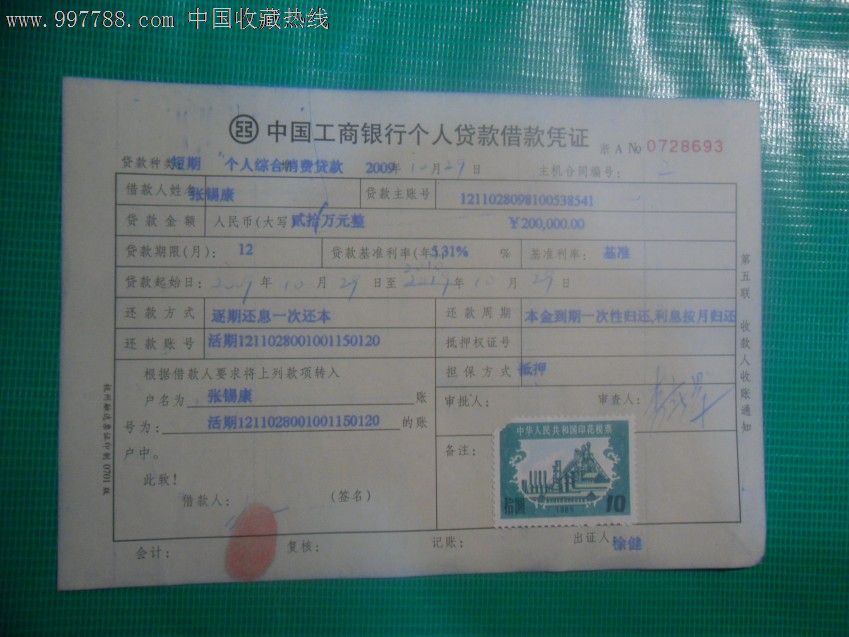 www.997788.com 中国收藏热线
中国工商银行个人贷款借款凭证 浙A No 0728693
贷款种类：短期 个人综合消费贷款 2009年10月29日 主机合同编号：
借款人姓名 张锡康 贷款主账号 1211028098100538541
贷款金额 人民币(大写) 贰拾万元整 ￥200,000.00
贷款期限(月)： 12 贷款基准利率(年) 5.31% % 基准利率： 基准
贷款起始日： 2009年10月29日至 年10月29日
还款方式 逐期还息一次还本 还款周期 本金到期一次性归还,利息按月归还
还款账号 活期1211028001001150120 抵押权证号
根据借款人要求将上列款项转入 担保方式 抵押
户名为 张锡康 账 审批人： 审查人：
号为： 活期1211028001001150120 的账
户中。 备注：
此致！
借款人： (签名)
中华人民共和国印花税票
拾圆 10
会计： 复核： 记账： 出证人 徐健
第五联 收款人收账通知